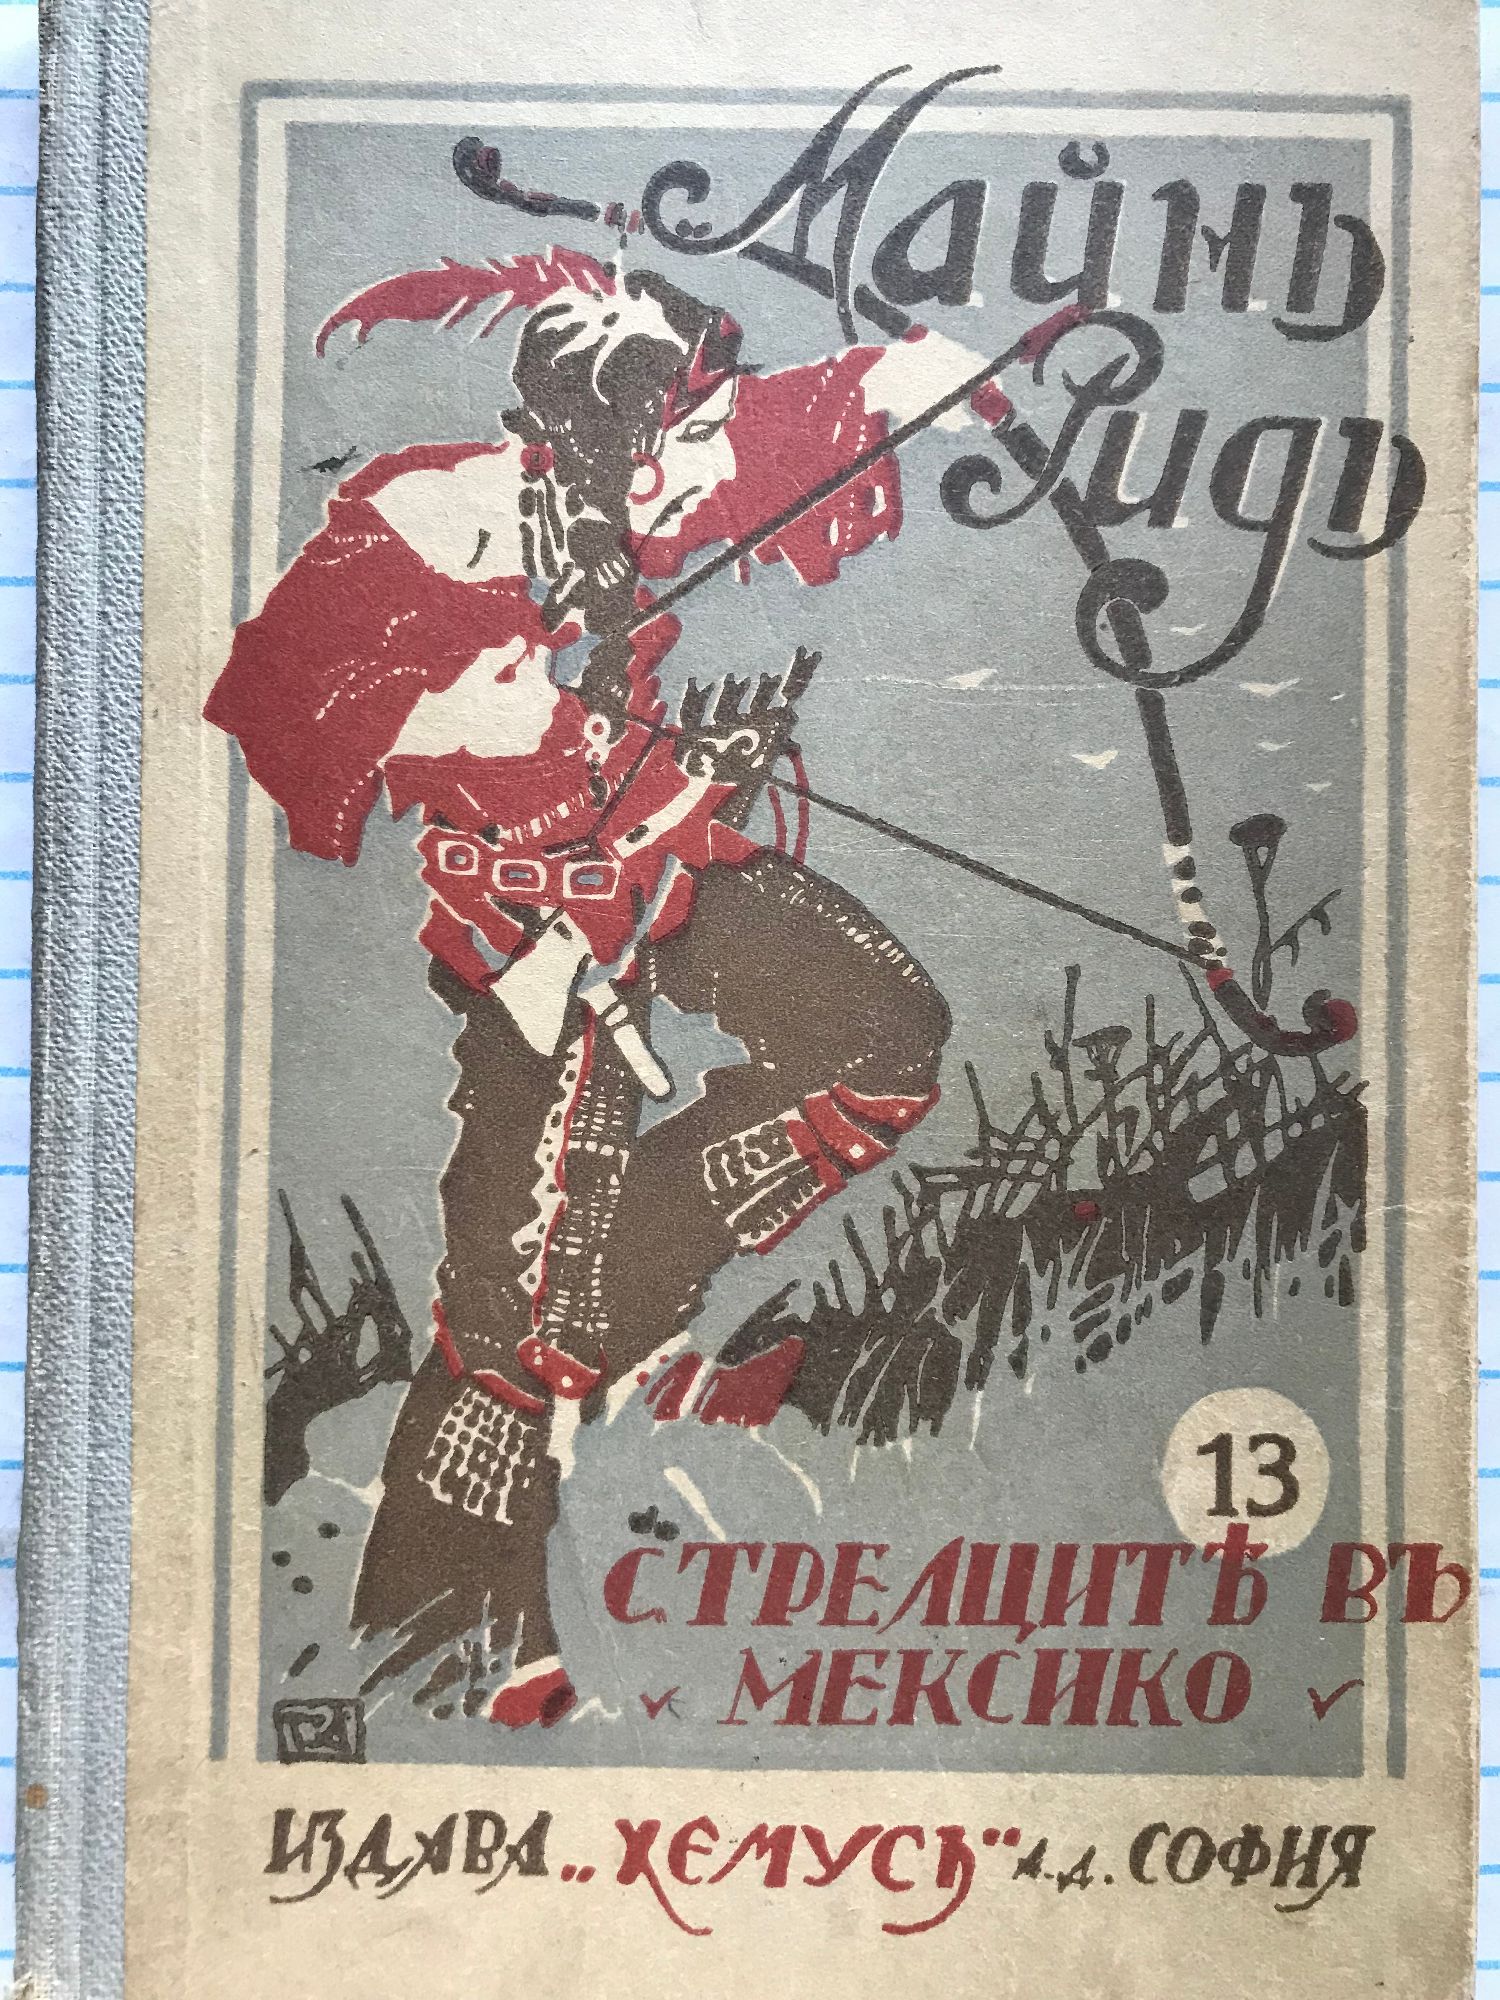 Майнъ
Ридъ
13
СТРЕЛЦИТѢ ВЪ
МЕКСИКО
ИЗДАВА „ХЕМУСЪ“ А.Д. СОФИЯ